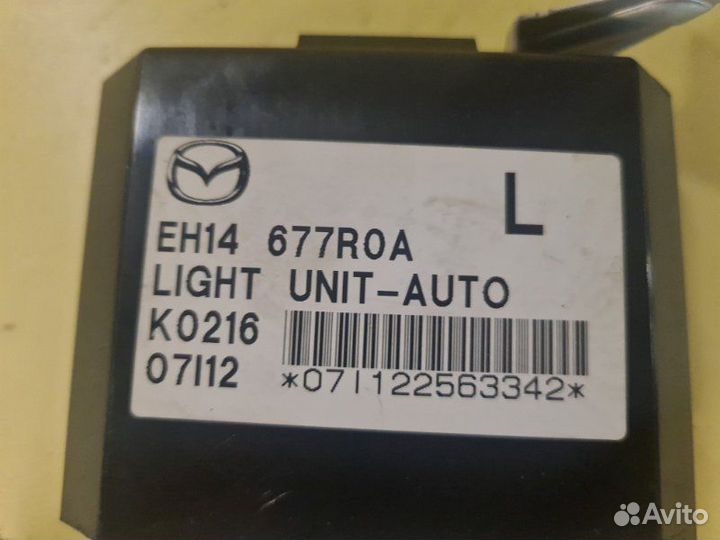 L
EH14 677R0A
LIGHT UNIT-AUTO
K0216
07I12
*07I122563342*
Avito